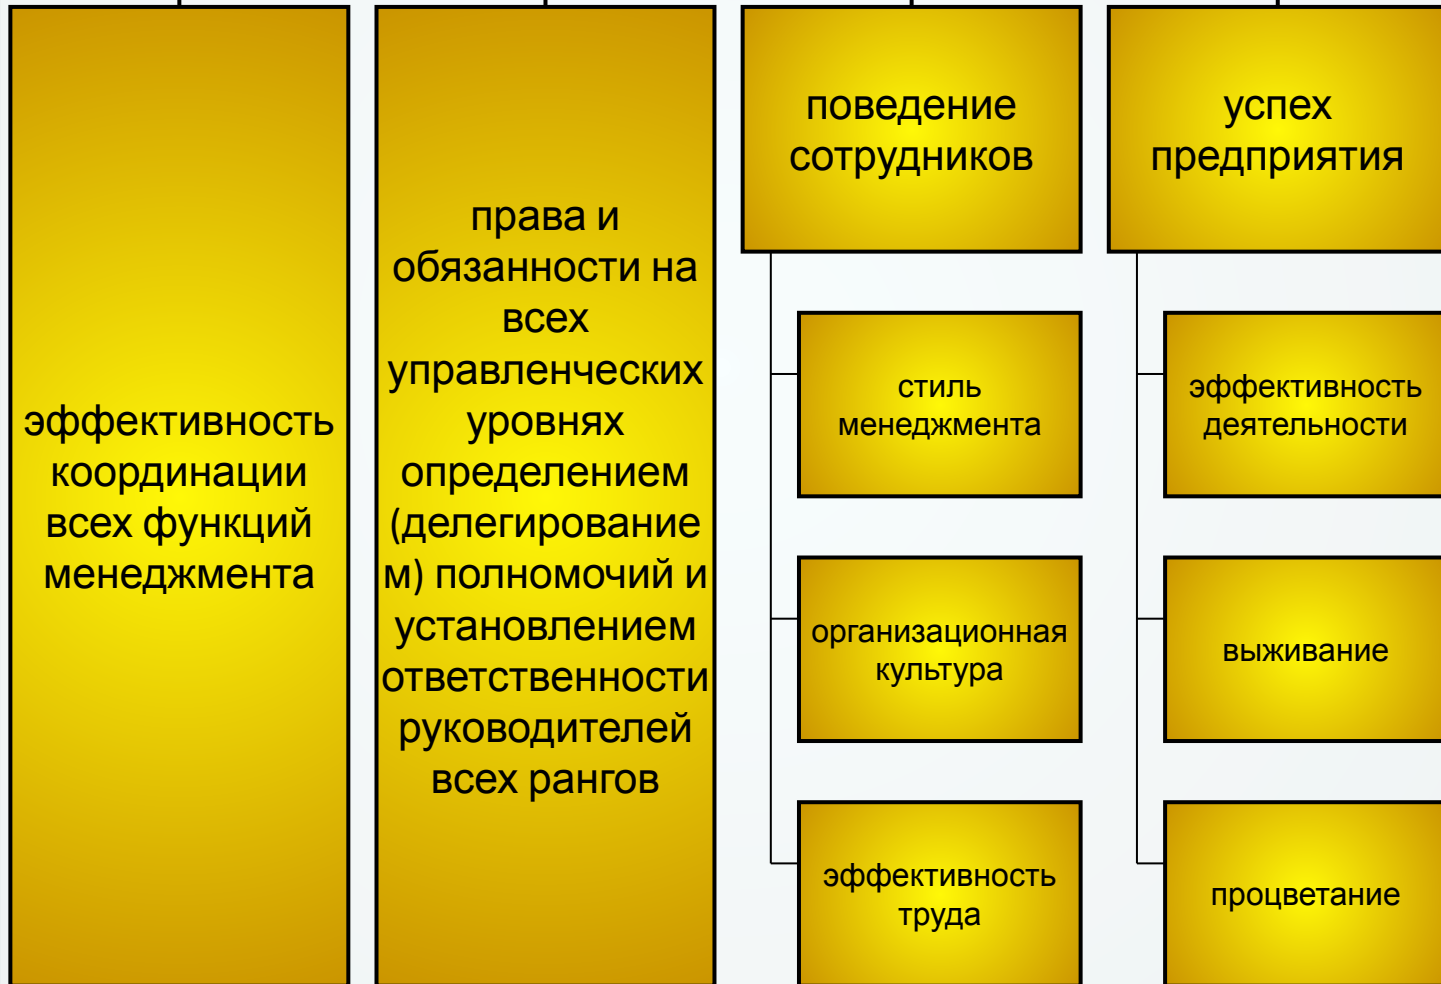 эффективность
координации
всех функций
менеджмента
права и
обязанности на
всех
управленческих
уровнях
определением
(делегирование
м) полномочий и
установлением
ответственности
руководителей
всех рангов
поведение
сотрудников
стиль
менеджмента
организационная
культура
эффективность
труда
успех
предприятия
эффективность
деятельности
выживание
процветание